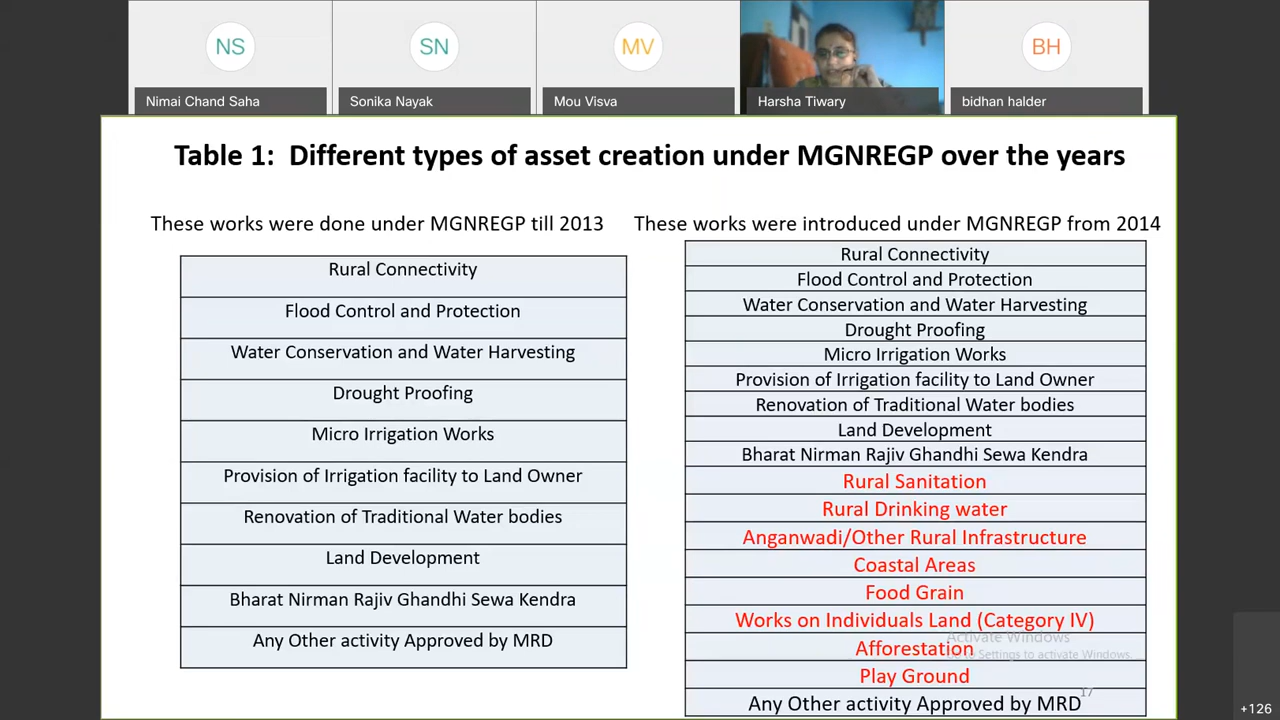 NS
SN
MV
BH
Nimai Chand Saha
Sonika Nayak
Mou Visva
Harsha Tiwary
bidhan halder
Table 1: Different types of asset creation under MGNREGP over the years
These works were done under MGNREGP till 2013
Rural Connectivity
Flood Control and Protection
Water Conservation and Water Harvesting
Drought Proofing
Micro Irrigation Works
Provision of Irrigation facility to Land Owner
Renovation of Traditional Water bodies
Land Development
Bharat Nirman Rajiv Ghandhi Sewa Kendra
Any Other activity Approved by MRD
These works were introduced under MGNREGP from 2014
Rural Connectivity
Flood Control and Protection
Water Conservation and Water Harvesting
Drought Proofing
Micro Irrigation Works
Provision of Irrigation facility to Land Owner
Renovation of Traditional Water bodies
Land Development
Bharat Nirman Rajiv Ghandhi Sewa Kendra
Rural Sanitation
Rural Drinking water
Anganwadi/Other Rural Infrastructure
Coastal Areas
Food Grain
Works on Individuals Land (Category IV)
Afforestation
Play Ground
Any Other activity Approved by MRD
Activate Windows
Go to Settings to activate Windows.
17
+126